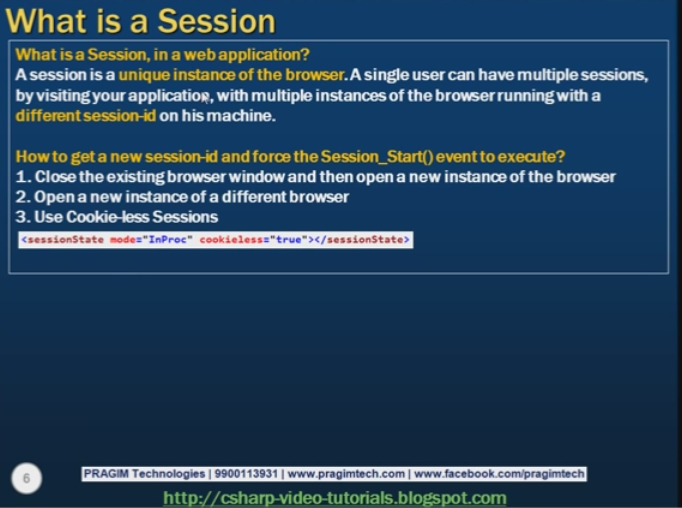 What is a Session
What is a Session, in a web application?
A session is a unique instance of the browser. A single user can have multiple sessions,
by visiting your application, with multiple instances of the browser running with a
different session-id on his machine.
How to get a new session-id and force the Session_Start() event to execute?
1. Close the existing browser window and then open a new instance of the browser
2. Open a new instance of a different browser
3. Use Cookie-less Sessions
<sessionState mode="InProc" cookieless="true"></sessionState>
6
PRAGIM Technologies | 9900113931 | www.pragimtech.com | www.facebook.com/pragimtech
http://csharp-video-tutorials.blogspot.com